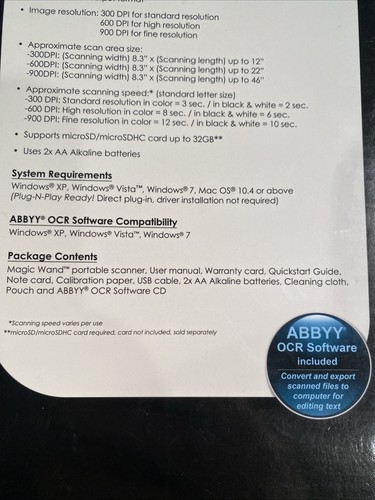 • Image resolution: 300 DPI for standard resolution
600 DPI for high resolution
900 DPI for fine resolution
• Approximate scan area size:
-300DPI: (Scanning width) 8.3" x (Scanning length) up to 12"
-600DPI: (Scanning width) 8.3" x (Scanning length) up to 22"
-900DPI: (Scanning width) 8.3" x (Scanning length) up to 46"
• Approximate scanning speed:* (standard letter size)
-300 DPI: Standard resolution in color = 3 sec. / in black & white = 2 sec.
-600 DPI: High resolution in color = 8 sec. / in black & white = 6 sec.
-900 DPI: Fine resolution in color = 12 sec. / in black & white = 10 sec.
• Supports microSD/microSDHC card up to 32GB**
• Uses 2x AA Alkaline batteries
System Requirements
Windows® XP, Windows® Vista™, Windows® 7, Mac OS® 10.4 or above
(Plug-N-Play Ready! Direct plug-in, driver installation not required)
ABBYY® OCR Software Compatibility
Windows® XP, Windows® Vista™, Windows® 7
Package Contents
Magic Wand™ portable scanner, User manual, Warranty card, Quickstart Guide,
Note card, Calibration paper, USB cable, 2x AA Alkaline batteries, Cleaning cloth,
Pouch and ABBYY® OCR Software CD
*Scanning speed varies per use
**microSD/microSDHC card required, card not included, sold separately
ABBYY®
OCR Software
included
Convert and export
scanned files to
computer for
editing text